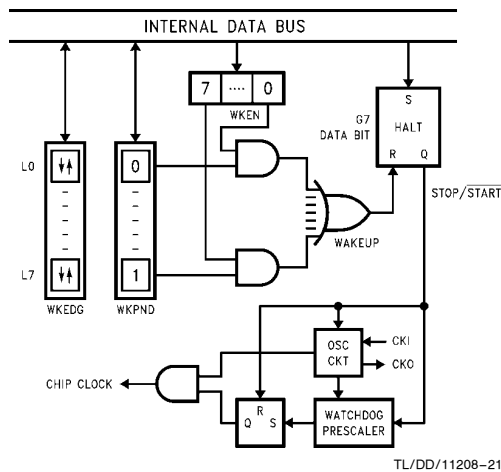 INTERNAL DATA BUS
7 ···· 0
WKEN
S
G7
DATA BIT
HALT
R Q
STOP/START
L0
0
WAKEUP
L7
1
WKEDG
WKPND
OSC
CKT
CKI
CKO
CHIP CLOCK
R
Q S
WATCHDOG
PRESCALER
TL/DD/11208–21